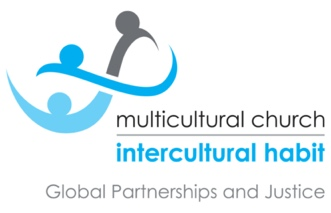 multicultural church
intercultural habit
Global Partnerships and Justice